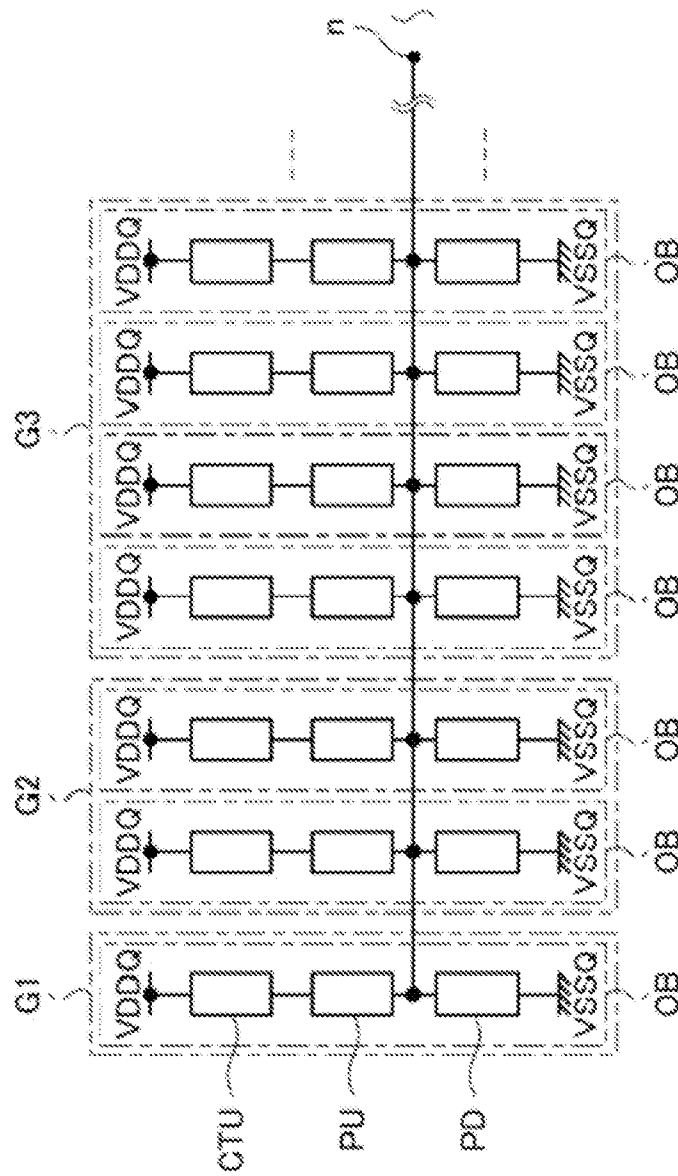 G1 G2 G3
VDDQ VDDQ VDDQ VDDQ VDDQ VDDQ VDDQ
n
CTU
PU
PD
VSSQ VSSQ VSSQ VSSQ VSSQ VSSQ VSSQ
OB OB OB OB OB OB OB